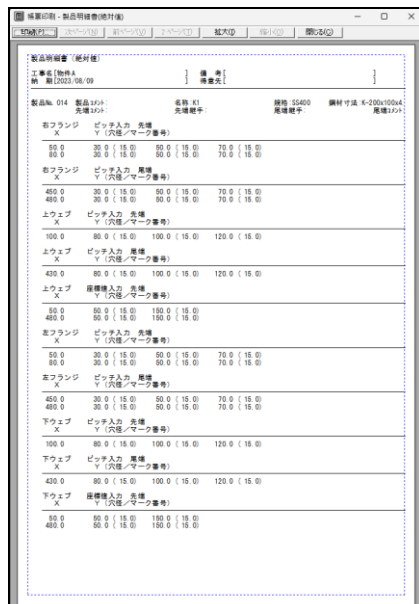 帳票印刷 - 製品明細書(絶対値)
印刷(P)... 次ページ(N) 前ページ(V) 2 ページ(T) 拡大(I) 縮小(O) 閉じる(C)
製品明細書 (絶対値)
工事名[物件A ] 備 考[ ]
納 期[2023/08/09 ] 得意先[ ]
製品No. 014 製品コメント: 名称 K1 規格 SS400 鋼材寸法:K-200x100x4
先端コメント: 先端継手: 尾端継手: 尾端コメント
右フランジ ピッチ入力 先端
X Y (穴径/マーク番号)
50.0 30.0 ( 15.0) 50.0 ( 15.0) 70.0 ( 15.0)
80.0 30.0 ( 15.0) 50.0 ( 15.0) 70.0 ( 15.0)
右フランジ ピッチ入力 尾端
X Y (穴径/マーク番号)
450.0 30.0 ( 15.0) 50.0 ( 15.0) 70.0 ( 15.0)
480.0 30.0 ( 15.0) 50.0 ( 15.0) 70.0 ( 15.0)
上ウェブ ピッチ入力 先端
X Y (穴径/マーク番号)
100.0 80.0 ( 15.0) 100.0 ( 15.0) 120.0 ( 15.0)
上ウェブ ピッチ入力 尾端
X Y (穴径/マーク番号)
430.0 80.0 ( 15.0) 100.0 ( 15.0) 120.0 ( 15.0)
上ウェブ 座標値入力 先端
X Y (穴径/マーク番号)
50.0 50.0 ( 15.0) 150.0 ( 15.0)
480.0 50.0 ( 15.0) 150.0 ( 15.0)
左フランジ ピッチ入力 先端
X Y (穴径/マーク番号)
50.0 30.0 ( 15.0) 50.0 ( 15.0) 70.0 ( 15.0)
80.0 30.0 ( 15.0) 50.0 ( 15.0) 70.0 ( 15.0)
左フランジ ピッチ入力 尾端
X Y (穴径/マーク番号)
450.0 30.0 ( 15.0) 50.0 ( 15.0) 70.0 ( 15.0)
480.0 30.0 ( 15.0) 50.0 ( 15.0) 70.0 ( 15.0)
下ウェブ ピッチ入力 先端
X Y (穴径/マーク番号)
100.0 80.0 ( 15.0) 100.0 ( 15.0) 120.0 ( 15.0)
下ウェブ ピッチ入力 尾端
X Y (穴径/マーク番号)
430.0 80.0 ( 15.0) 100.0 ( 15.0) 120.0 ( 15.0)
下ウェブ 座標値入力 先端
X Y (穴径/マーク番号)
50.0 50.0 ( 15.0) 150.0 ( 15.0)
480.0 50.0 ( 15.0) 150.0 ( 15.0)